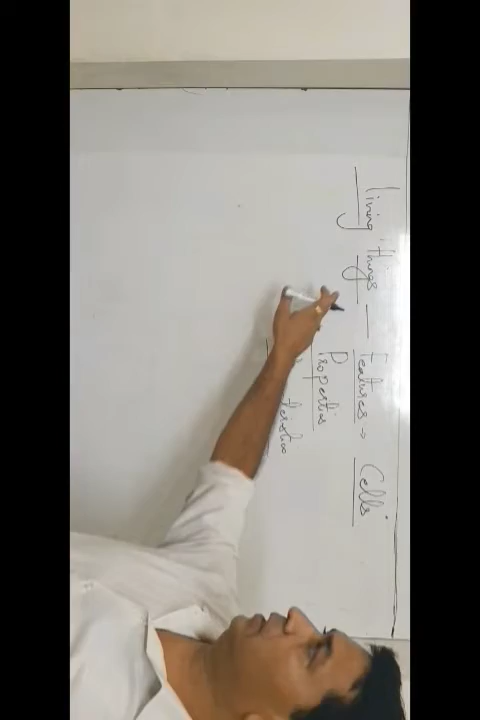 Living things — Features → Cells
Properties